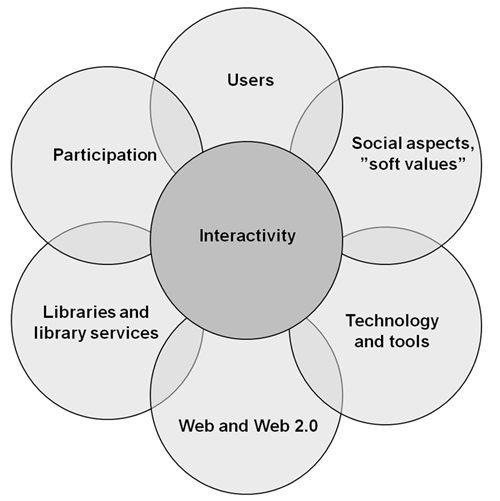 Users
Social aspects,
”soft values”
Participation
Interactivity
Libraries and
library services
Technology
and tools
Web and Web 2.0